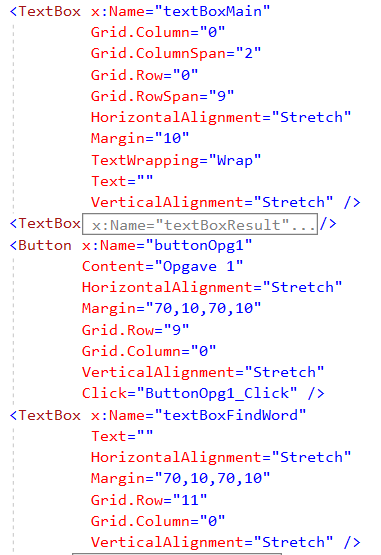 <TextBox x:Name="textBoxMain"
Grid.Column="0"
Grid.ColumnSpan="2"
Grid.Row="0"
Grid.RowSpan="9"
HorizontalAlignment="Stretch"
Margin="10"
TextWrapping="Wrap"
Text=""
VerticalAlignment="Stretch" />
<TextBox x:Name="textBoxResult"... />
<Button x:Name="buttonOpg1"
Content="Opgave 1"
HorizontalAlignment="Stretch"
Margin="70,10,70,10"
Grid.Row="9"
Grid.Column="0"
VerticalAlignment="Stretch"
Click="ButtonOpg1_Click" />
<TextBox x:Name="textBoxFindWord"
Text=""
HorizontalAlignment="Stretch"
Margin="70,10,70,10"
Grid.Row="11"
Grid.Column="0"
VerticalAlignment="Stretch" />